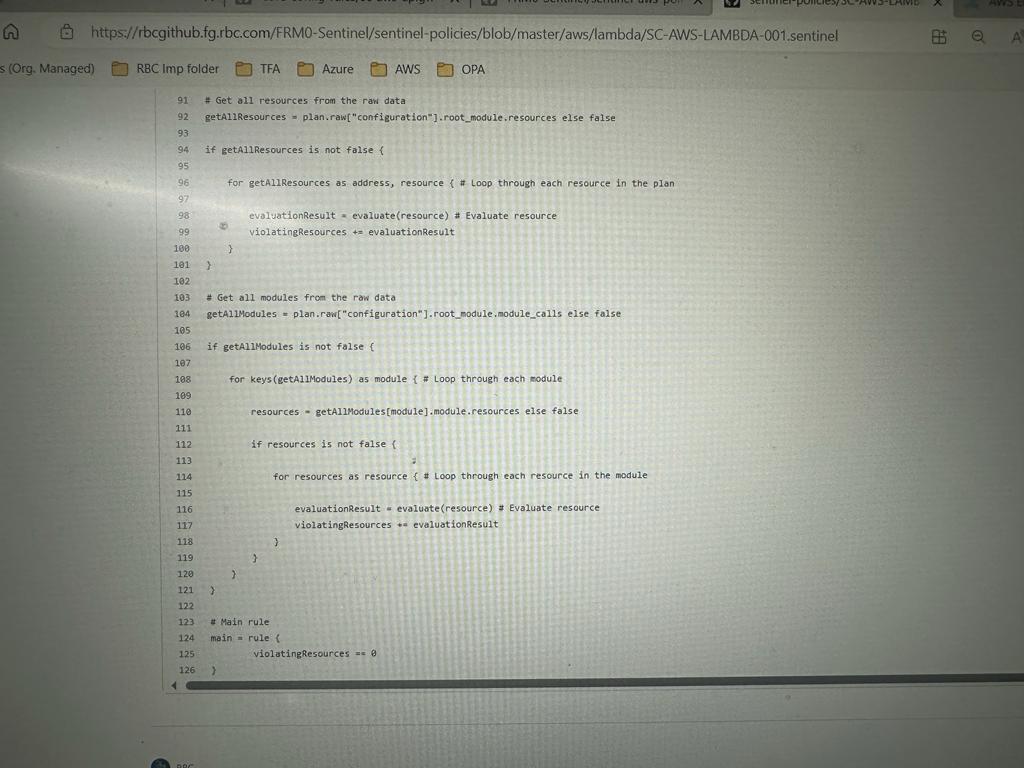 https://rbcgithub.fg.rbc.com/FRM0-Sentinel/sentinel-policies/blob/master/aws/lambda/SC-AWS-LAMBDA-001.sentinel
s (Org. Managed) RBC Imp folder TFA Azure AWS OPA
91 # Get all resources from the raw data
92 getAllResources = plan.raw["configuration"].root_module.resources else false
93
94 if getAllResources is not false {
95
96 for getAllResources as address, resource { # Loop through each resource in the plan
97
98 evaluationResult = evaluate(resource) # Evaluate resource
99 violatingResources += evaluationResult
100 }
101 }
102
103 # Get all modules from the raw data
104 getAllModules = plan.raw["configuration"].root_module.module_calls else false
105
106 if getAllModules is not false {
107
108 for keys(getAllModules) as module { # Loop through each module
109
110 resources = getAllModules[module].module.resources else false
111
112 if resources is not false {
113
114 for resources as resource { # Loop through each resource in the module
115
116 evaluationResult = evaluate(resource) # Evaluate resource
117 violatingResources += evaluationResult
118 }
119 }
120 }
121 }
122
123 # Main rule
124 main = rule {
125 violatingResources == 0
126 }